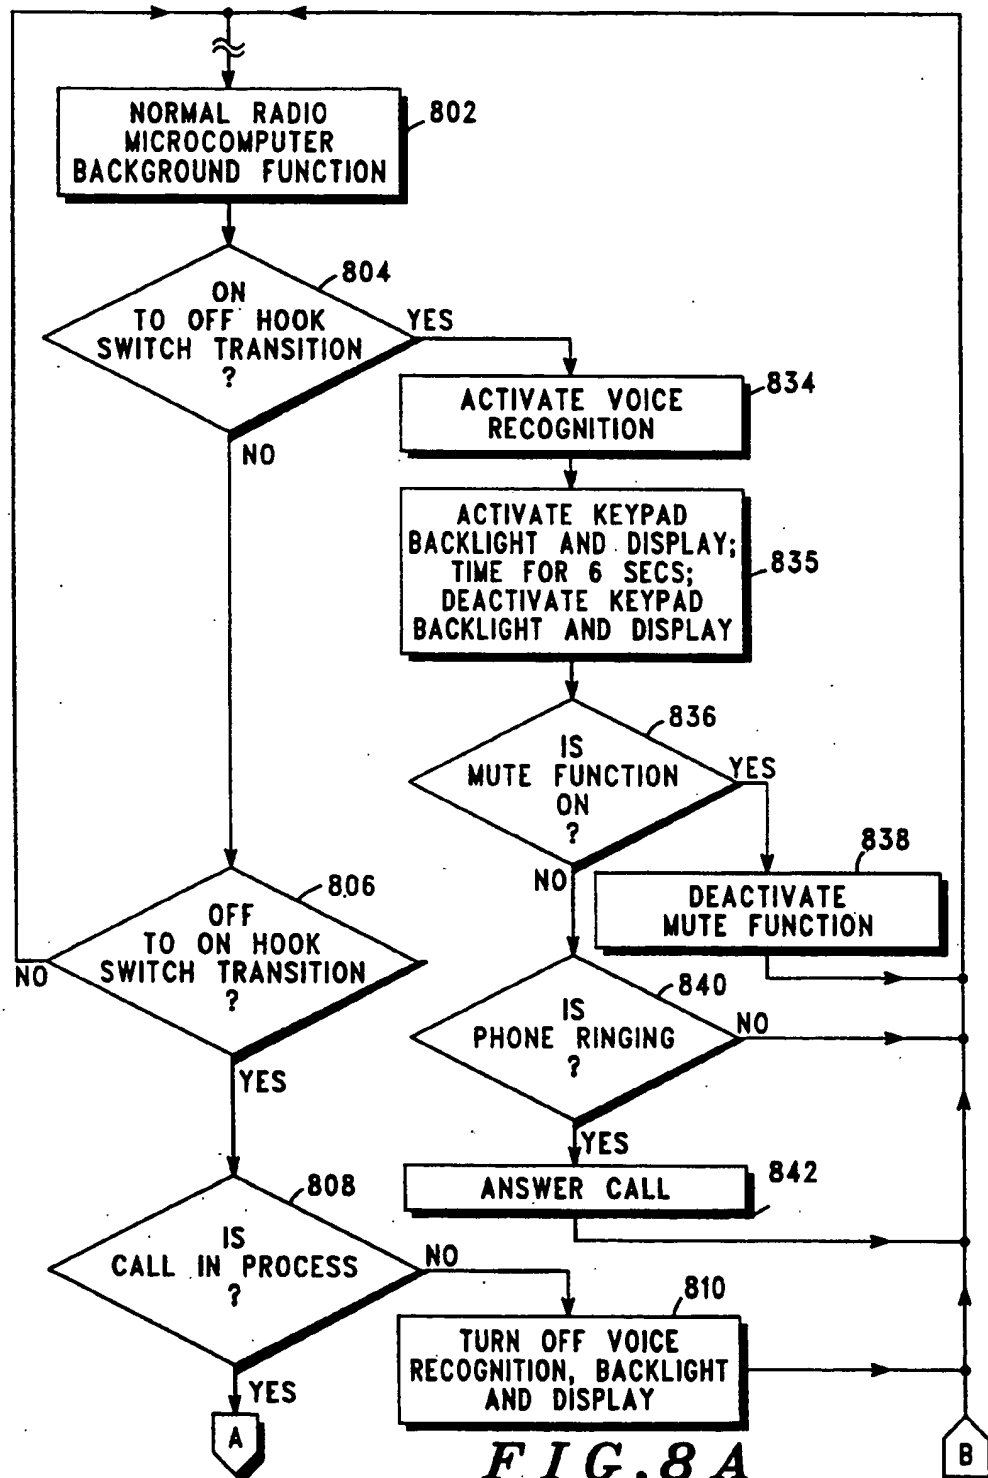 NORMAL RADIO
MICROCOMPUTER
BACKGROUND FUNCTION
802
804
ON
TO OFF HOOK
SWITCH TRANSITION
?
YES
NO
834
ACTIVATE VOICE
RECOGNITION
ACTIVATE KEYPAD
BACKLIGHT AND DISPLAY;
TIME FOR 6 SECS;
DEACTIVATE KEYPAD
BACKLIGHT AND DISPLAY
835
836
IS
MUTE FUNCTION
ON
?
YES
NO
838
DEACTIVATE
MUTE FUNCTION
806
OFF
TO ON HOOK
SWITCH TRANSITION
?
NO
YES
840
IS
PHONE RINGING
?
NO
YES
ANSWER CALL
842
808
IS
CALL IN PROCESS
?
NO
YES
810
TURN OFF VOICE
RECOGNITION, BACKLIGHT
AND DISPLAY
A
B
FIG.8A